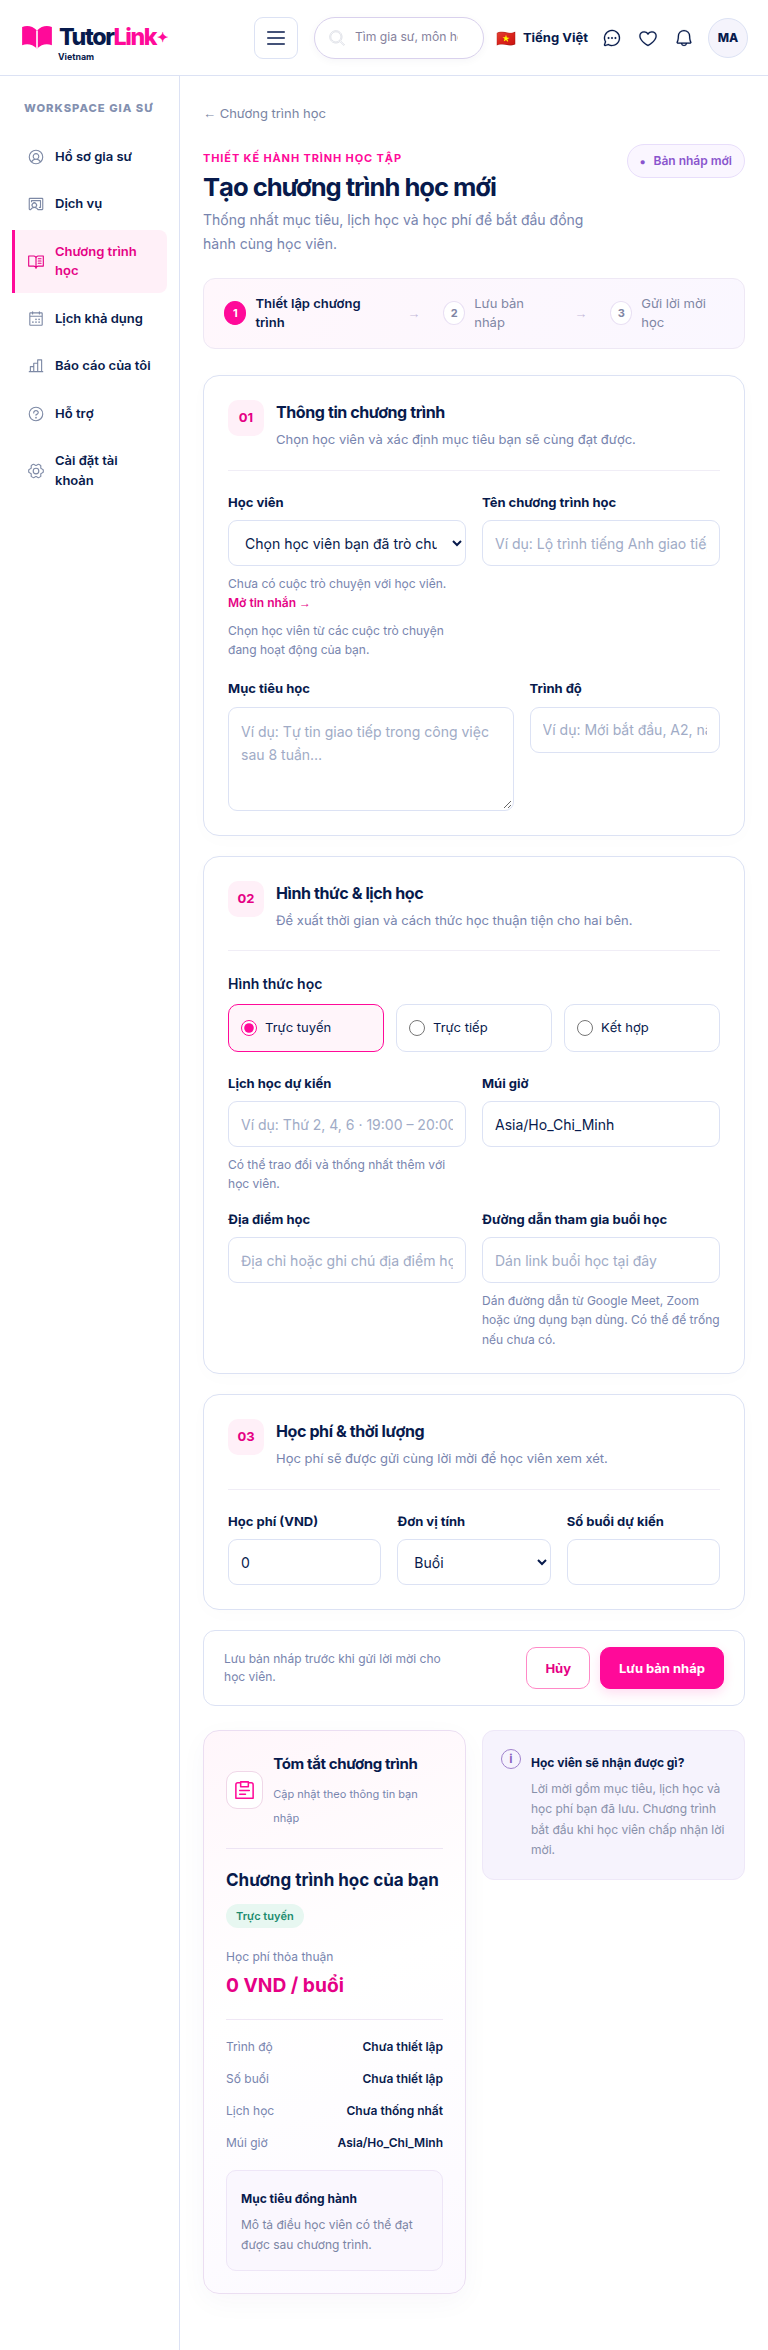 TutorLink
Vietnam
Tìm gia sư, môn h
Tiếng Việt
MA
WORKSPACE GIA SƯ
Hồ sơ gia sư
Dịch vụ
Chương trình
học
Lịch khả dụng
Báo cáo của tôi
Hỗ trợ
Cài đặt tài
khoản
← Chương trình học
THIẾT KẾ HÀNH TRÌNH HỌC TẬP
Tạo chương trình học mới
Thống nhất mục tiêu, lịch học và học phí để bắt đầu đồng
hành cùng học viên.
• Bản nháp mới
1 Thiết lập chương
trình
→
2 Lưu bản
nháp
→
3 Gửi lời mời
học
01 Thông tin chương trình
Chọn học viên và xác định mục tiêu bạn sẽ cùng đạt được.
Học viên
Chọn học viên bạn đã trò chu
Chưa có cuộc trò chuyện với học viên.
Mở tin nhắn →
Chọn học viên từ các cuộc trò chuyện
đang hoạt động của bạn.
Tên chương trình học
Ví dụ: Lộ trình tiếng Anh giao tiế
Mục tiêu học
Ví dụ: Tự tin giao tiếp trong công việc
sau 8 tuần...
Trình độ
Ví dụ: Mới bắt đầu, A2, nâ
02 Hình thức & lịch học
Đề xuất thời gian và cách thức học thuận tiện cho hai bên.
Hình thức học
Trực tuyến
Trực tiếp
Kết hợp
Lịch học dự kiến
Ví dụ: Thứ 2, 4, 6 · 19:00 – 20:00
Có thể trao đổi và thống nhất thêm với
học viên.
Múi giờ
Asia/Ho_Chi_Minh
Địa điểm học
Địa chỉ hoặc ghi chú địa điểm họ
Đường dẫn tham gia buổi học
Dán link buổi học tại đây
Dán đường dẫn từ Google Meet, Zoom
hoặc ứng dụng bạn dùng. Có thể để trống
nếu chưa có.
03 Học phí & thời lượng
Học phí sẽ được gửi cùng lời mời để học viên xem xét.
Học phí (VND)
0
Đơn vị tính
Buổi
Số buổi dự kiến
Lưu bản nháp trước khi gửi lời mời cho
học viên.
Hủy
Lưu bản nháp
Tóm tắt chương trình
Cập nhật theo thông tin bạn
nhập
Chương trình học của bạn
Trực tuyến
Học phí thỏa thuận
0 VND / buổi
Trình độ Chưa thiết lập
Số buổi Chưa thiết lập
Lịch học Chưa thống nhất
Múi giờ Asia/Ho_Chi_Minh
Mục tiêu đồng hành
Mô tả điều học viên có thể đạt
được sau chương trình.
i Học viên sẽ nhận được gì?
Lời mời gồm mục tiêu, lịch học và
học phí bạn đã lưu. Chương trình
bắt đầu khi học viên chấp nhận lời
mời.